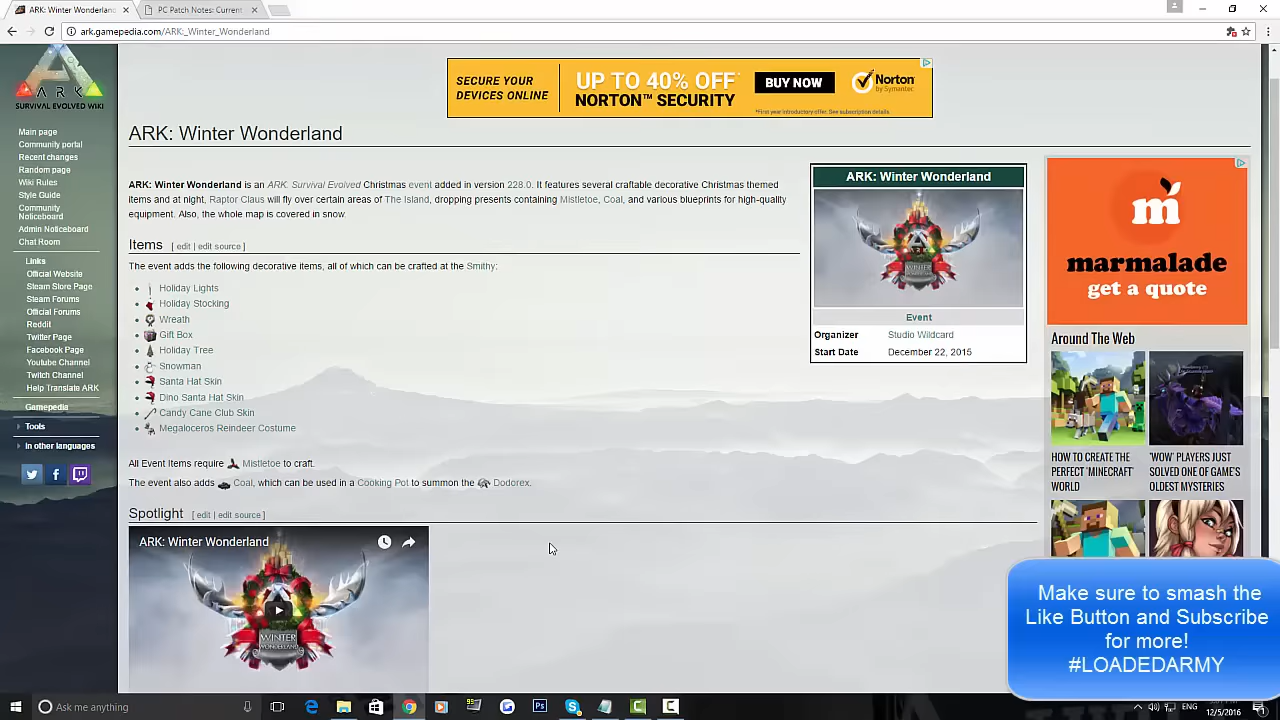 ARK: Winter Wonderland
PC Patch Notes: Current
ark.gamepedia.com/ARK:_Winter_Wonderland
ARK
SURVIVAL EVOLVED WIKI
Main page
Community portal
Recent changes
Random page
Wiki Rules
Style Guide
Community
Noticeboard
Admin Noticeboard
Chat Room
Links
Official Website
Steam Store Page
Steam Forums
Official Forums
Reddit
Twitter Page
Facebook Page
Youtube Channel
Twitch Channel
Help Translate ARK
Gamepedia
Tools
In other languages
SECURE YOUR
DEVICES ONLINE
UP TO 40% OFF*
NORTON™ SECURITY
BUY NOW
Norton
by Symantec
*First year introductory offer. See subscription details.
ARK: Winter Wonderland
ARK: Winter Wonderland is an ARK: Survival Evolved Christmas event added in version 228.0. It features several craftable decorative Christmas themed
items and at night, Raptor Claus will fly over certain areas of The Island, dropping presents containing Mistletoe, Coal, and various blueprints for high-quality
equipment. Also, the whole map is covered in snow.
Items [ edit | edit source ]
The event adds the following decorative items, all of which can be crafted at the Smithy:
Holiday Lights
Holiday Stocking
Wreath
Gift Box
Holiday Tree
Snowman
Santa Hat Skin
Dino Santa Hat Skin
Candy Cane Club Skin
Megaloceros Reindeer Costume
All Event Items require Mistletoe to craft.
The event also adds Coal, which can be used in a Cooking Pot to summon the Dodorex.
Spotlight [ edit | edit source ]
ARK: Winter Wonderland
WINTER
WONDERLAND
ARK: Winter Wonderland
Event
Organizer Studio Wildcard
Start Date December 22, 2015
m
marmalade
get a quote
Around The Web
HOW TO CREATE THE
PERFECT 'MINECRAFT'
WORLD
'WOW' PLAYERS JUST
SOLVED ONE OF GAME'S
OLDEST MYSTERIES
Make sure to smash the
Like Button and Subscribe
for more!
#LOADEDARMY
Ask me anything
ENG
12/5/2016